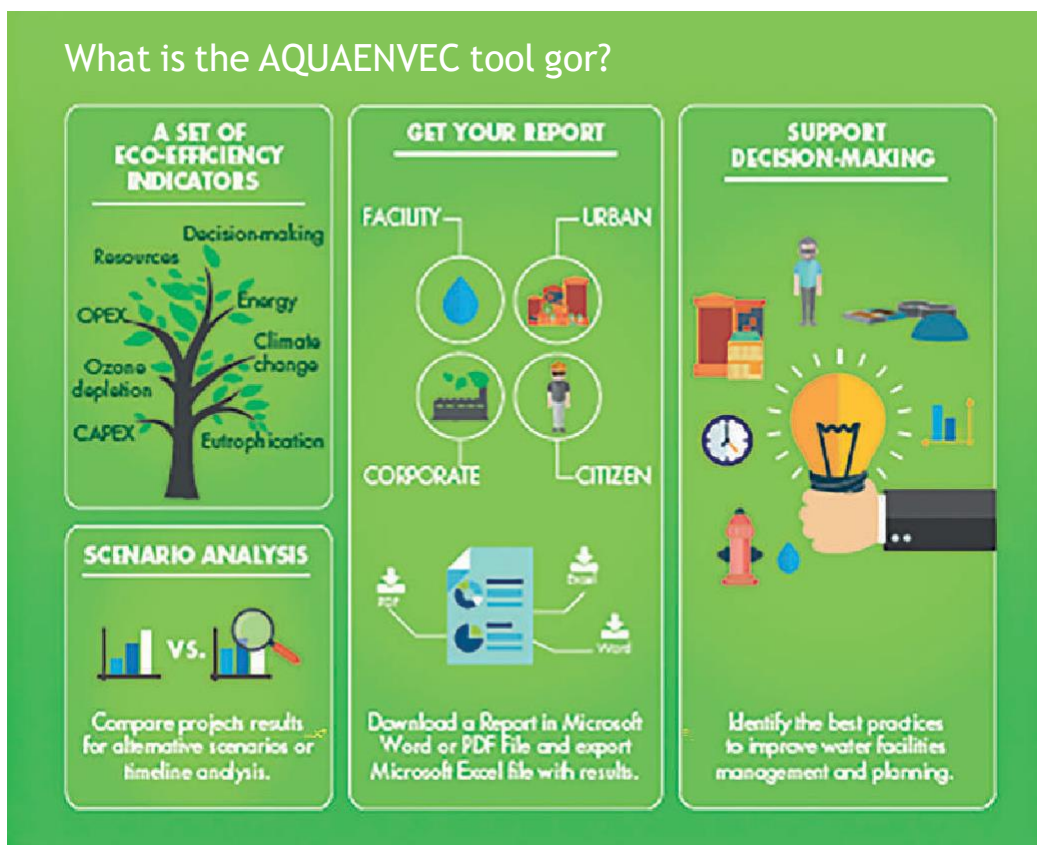 What is the AQUAENVEC tool gor?
A SET OF
ECO-EFFICIENCY
INDICATORS
Decision-making
Resources
Energy
OPEX
Climate
change
Ozone
depletion
CAPEX
Eutrophication
SCENARIO ANALYSIS
VS.
Compare projects results
for alternative scenarios or
timeline analysis.
GET YOUR REPORT
FACILITY
URBAN
CORPORATE
CITIZEN
PDF
Excel
Word
Download a Report in Microsoft
Word or PDF File and export
Microsoft Excel file with results.
SUPPORT
DECISION-MAKING
Identify the best practices
to improve water facilities
management and planning.